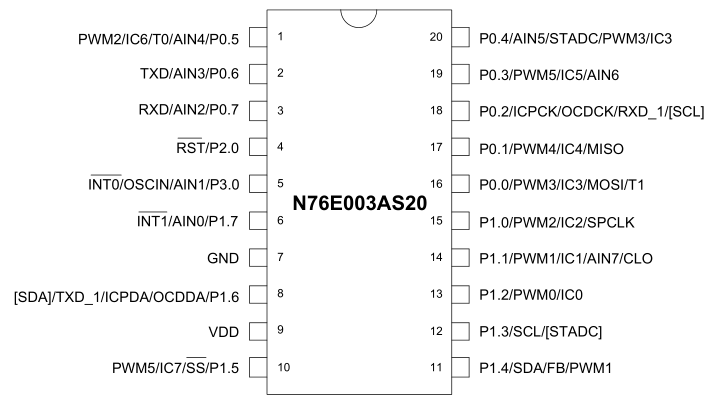 PWM2/IC6/T0/AIN4/P0.5 1 20 P0.4/AIN5/STADC/PWM3/IC3
TXD/AIN3/P0.6 2 19 P0.3/PWM5/IC5/AIN6
RXD/AIN2/P0.7 3 18 P0.2/ICPCK/OCDCK/RXD_1/[SCL]
RST/P2.0 4 17 P0.1/PWM4/IC4/MISO
INT0/OSCIN/AIN1/P3.0 5 16 P0.0/PWM3/IC3/MOSI/T1
N76E003AS20
INT1/AIN0/P1.7 6 15 P1.0/PWM2/IC2/SPCLK
GND 7 14 P1.1/PWM1/IC1/AIN7/CLO
[SDA]/TXD_1/ICPDA/OCDDA/P1.6 8 13 P1.2/PWM0/IC0
VDD 9 12 P1.3/SCL/[STADC]
PWM5/IC7/SS/P1.5 10 11 P1.4/SDA/FB/PWM1